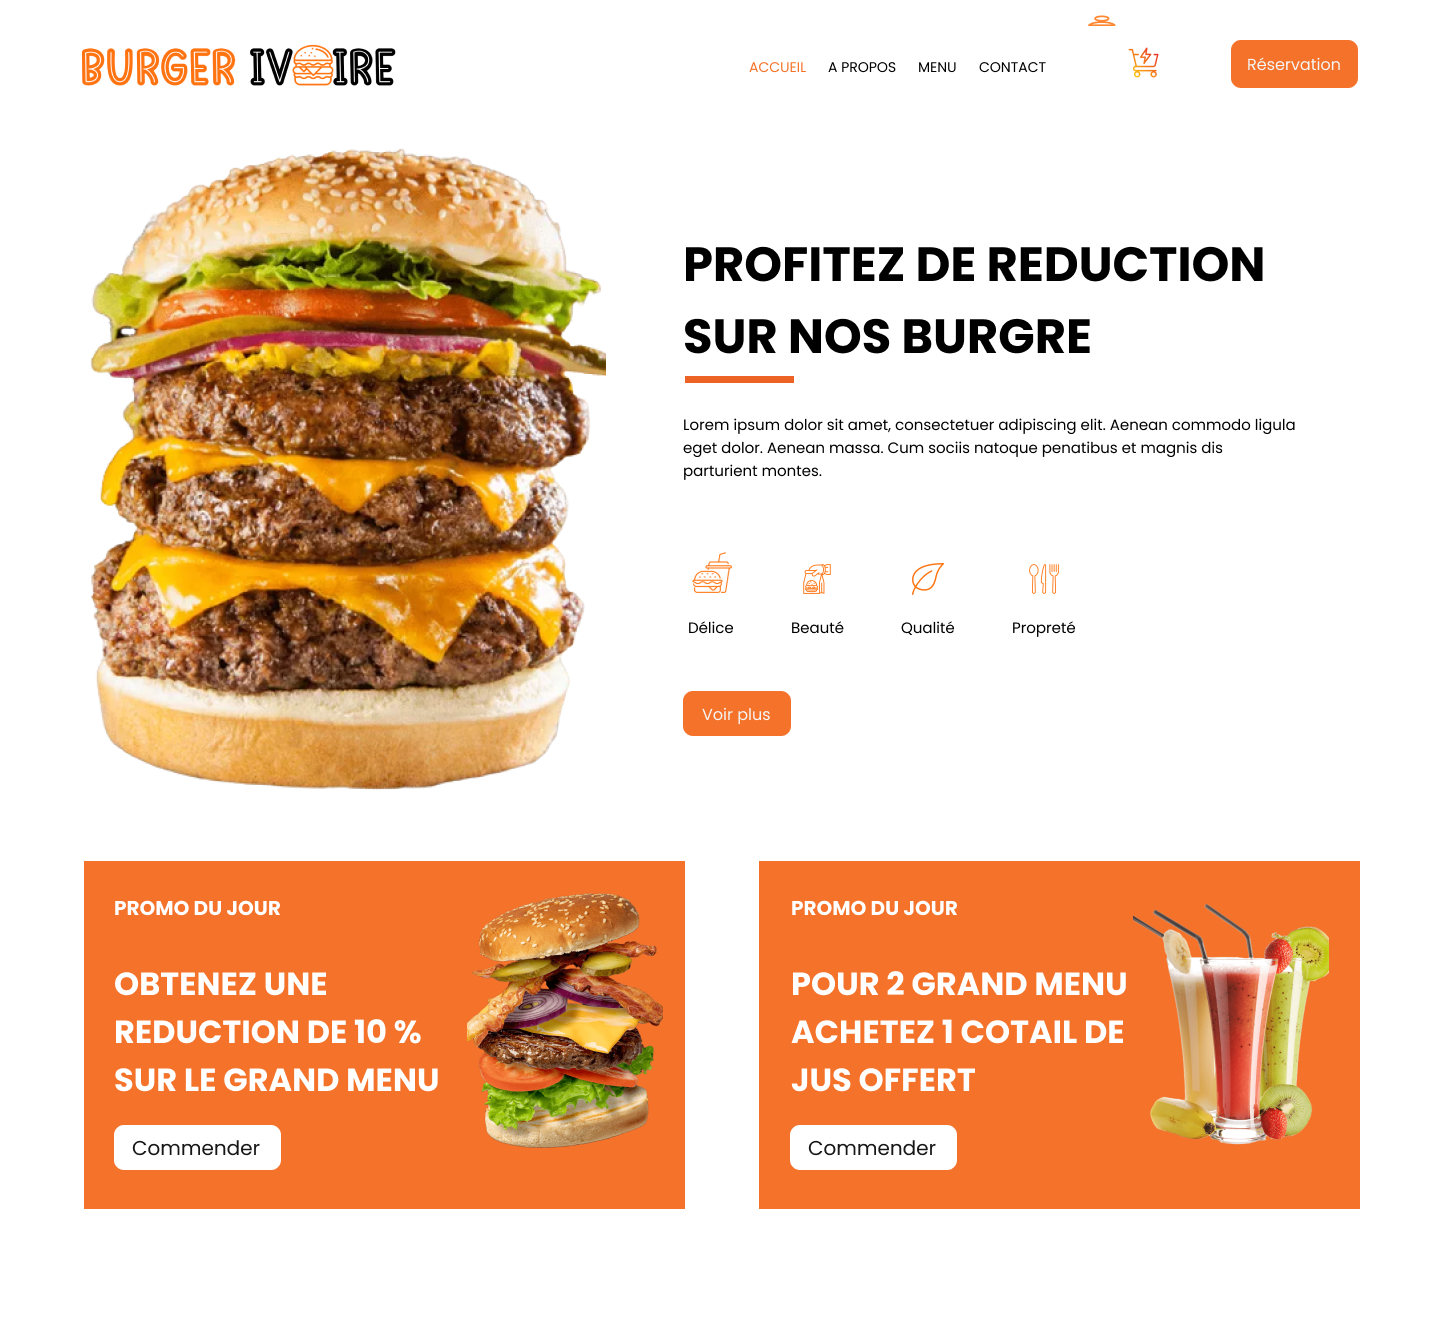 BURGER IVOIRE
ACCUEIL A PROPOS MENU CONTACT
Réservation
PROFITEZ DE REDUCTION
SUR NOS BURGRE
Lorem ipsum dolor sit amet, consectetuer adipiscing elit. Aenean commodo ligula
eget dolor. Aenean massa. Cum sociis natoque penatibus et magnis dis
parturient montes.
Délice Beauté Qualité Propreté
Voir plus
PROMO DU JOUR
OBTENEZ UNE
REDUCTION DE 10 %
SUR LE GRAND MENU
Commender
PROMO DU JOUR
POUR 2 GRAND MENU
ACHETEZ 1 COTAIL DE
JUS OFFERT
Commender